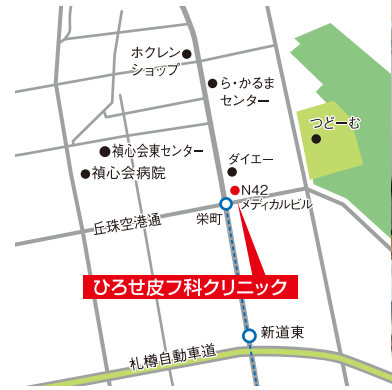 ホクレン
ショップ
ら・かるま
センター
つどーむ
禎心会東センター
ダイエー
禎心会病院
N42
メディカルビル
栄町
丘珠空港通
ひろせ皮フ科クリニック
新道東
札樽自動車道